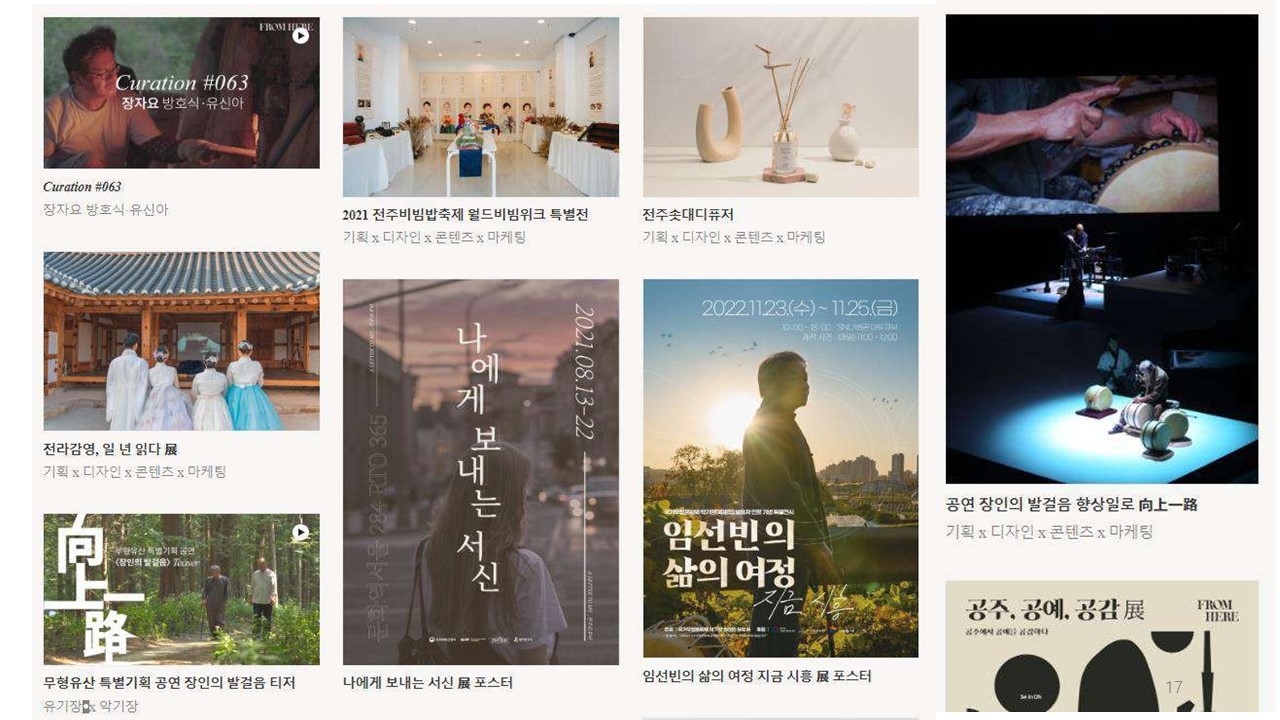 FROM HERE
Curation #063
장자요 방호식·유신아
Curation #063
장자요 방호식·유신아
전라감영, 일 년 읽다 展
기획 x 디자인 x 콘텐츠 x 마케팅
向上一路
무형유산 특별기획 공연
<장인의 발걸음> Teaser
무형유산 특별기획 공연 장인의 발걸음 티저
유기장 x 악기장
2021 전주비빔밥축제 월드비빔위크 특별전
기획 x 디자인 x 콘텐츠 x 마케팅
나에게 보내는 서신
2021.08.13-22
문화역서울 284 RTO 365
나에게 보내는 서신 展 포스터
전주솟대디퓨저
기획 x 디자인 x 콘텐츠 x 마케팅
2022.11.23.(수) ~ 11.25.(금)
임선빈의
삶의 여정
지금 시흥
임선빈의 삶의 여정 지금 시흥 展 포스터
공연 장인의 발걸음 향상일로 向上一路
기획 x 디자인 x 콘텐츠 x 마케팅
공주, 공예, 공감 展
공주에서 공예를 공감하다
FROM
HERE
17